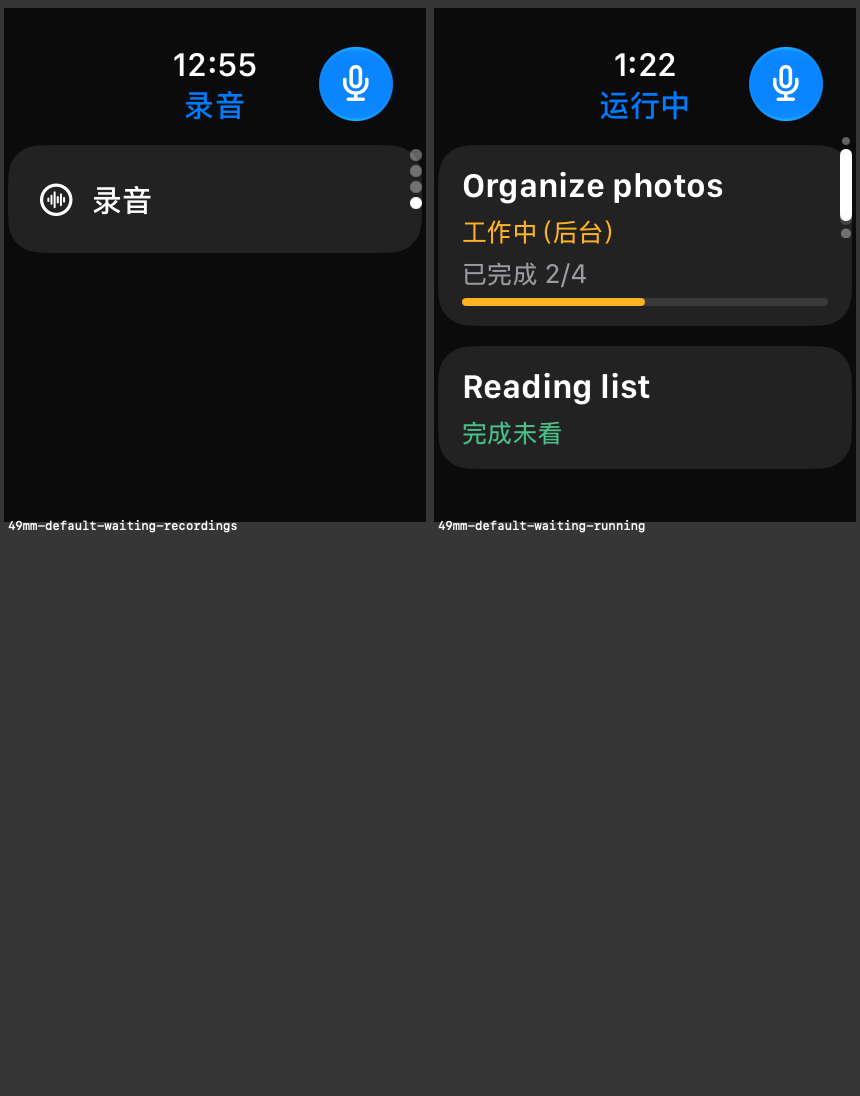 12:55
录音
录音
49mm-default-waiting-recordings
1:22
运行中
Organize photos
工作中(后台)
已完成 2/4
Reading list
完成未看
49mm-default-waiting-running